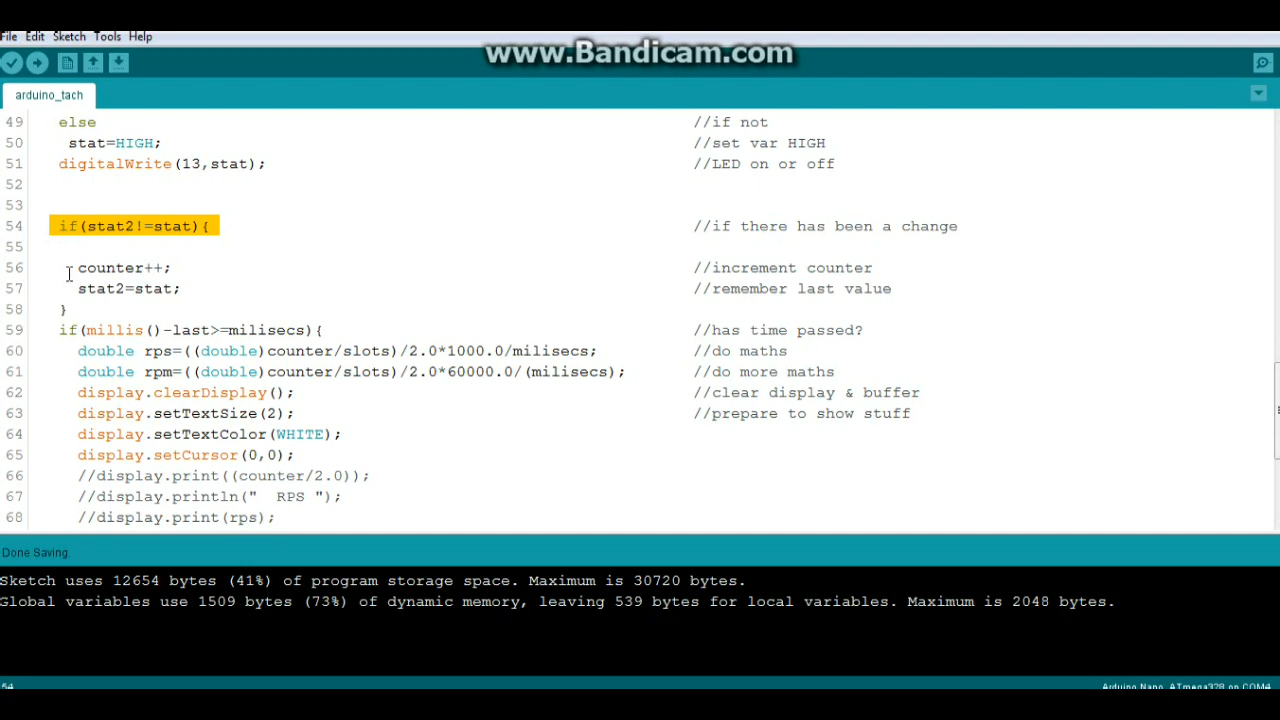 File Edit Sketch Tools Help
www.Bandicam.com
arduino_tach
49 else //if not
50 stat=HIGH; //set var HIGH
51 digitalWrite(13,stat); //LED on or off
52
53
54 if(stat2!=stat){ //if there has been a change
55
56 counter++; //increment counter
57 stat2=stat; //remember last value
58 }
59 if(millis()-last>=milisecs){ //has time passed?
60 double rps=((double)counter/slots)/2.0*1000.0/milisecs; //do maths
61 double rpm=((double)counter/slots)/2.0*60000.0/(milisecs); //do more maths
62 display.clearDisplay(); //clear display & buffer
63 display.setTextSize(2); //prepare to show stuff
64 display.setTextColor(WHITE);
65 display.setCursor(0,0);
66 //display.print((counter/2.0));
67 //display.println("  RPS ");
68 //display.print(rps);
Done Saving.
Sketch uses 12654 bytes (41%) of program storage space. Maximum is 30720 bytes.
Global variables use 1509 bytes (73%) of dynamic memory, leaving 539 bytes for local variables. Maximum is 2048 bytes.
54 Arduino Nano, ATmega328 on COM4